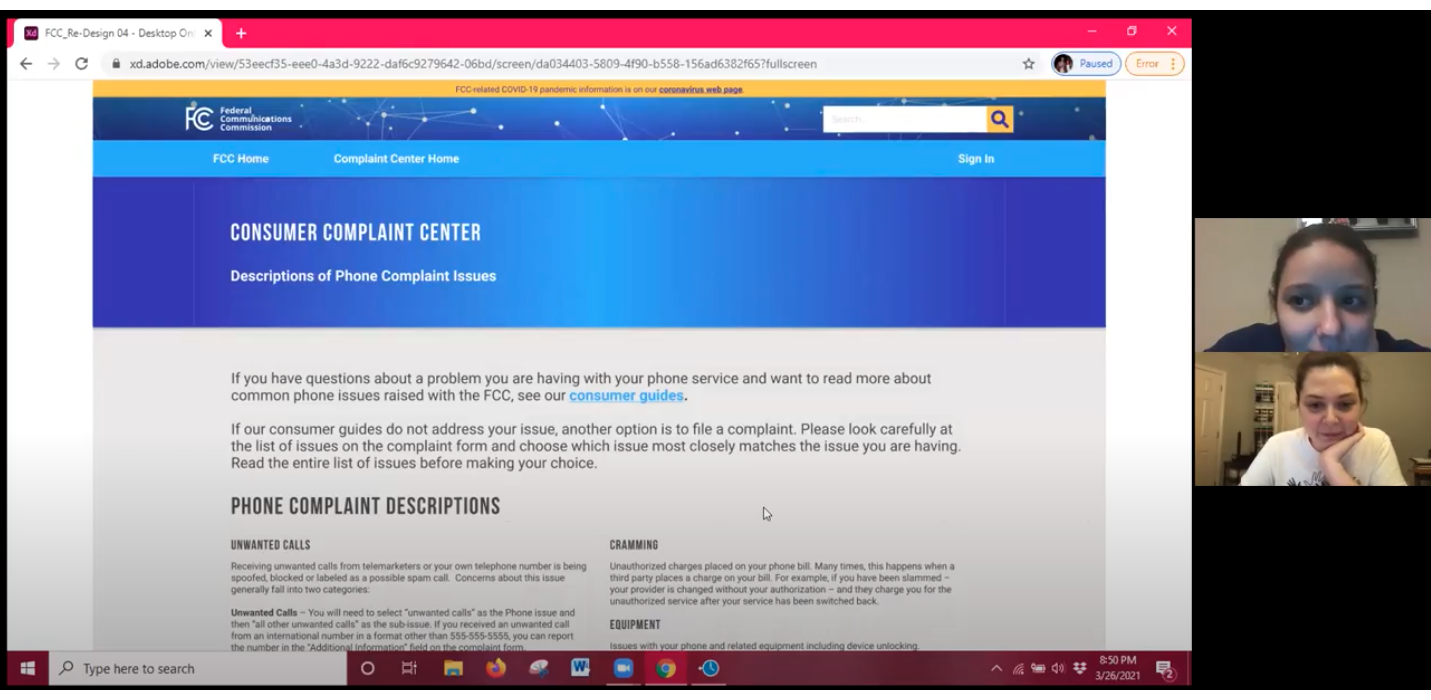 FCC_Re-Design 04 - Desktop On
xd.adobe.com/view/53eecf35-eee0-4a3d-9222-daf6c9279642-06bd/screen/da034403-5809-4f90-b558-156ad6382f65?fullscreen
Paused
Error
FCC-related COVID-19 pandemic information is on our coronavirus web page.
FCC
Federal
Communications
Commission
Search...
FCC Home
Complaint Center Home
Sign In
CONSUMER COMPLAINT CENTER
Descriptions of Phone Complaint Issues
If you have questions about a problem you are having with your phone service and want to read more about
common phone issues raised with the FCC, see our consumer guides.
If our consumer guides do not address your issue, another option is to file a complaint. Please look carefully at
the list of issues on the complaint form and choose which issue most closely matches the issue you are having.
Read the entire list of issues before making your choice.
PHONE COMPLAINT DESCRIPTIONS
UNWANTED CALLS
Receiving unwanted calls from telemarketers or your own telephone number is being
spoofed, blocked or labeled as a possible spam call. Concerns about this issue
generally fall into two categories:
Unwanted Calls – You will need to select "unwanted calls" as the Phone issue and
then "all other unwanted calls" as the sub-issue. If you received an unwanted call
from an international number in a format other than 555-555-5555, you can report
the number in the "Additional Information" field on the complaint form.
CRAMMING
Unauthorized charges placed on your phone bill. Many times, this happens when a
third party places a charge on your bill. For example, if you have been slammed –
your provider is changed without your authorization – and they charge you for the
unauthorized service after your service has been switched back.
EQUIPMENT
Issues with your phone and related equipment including device unlocking.
Type here to search
8:50 PM
3/26/2021
2